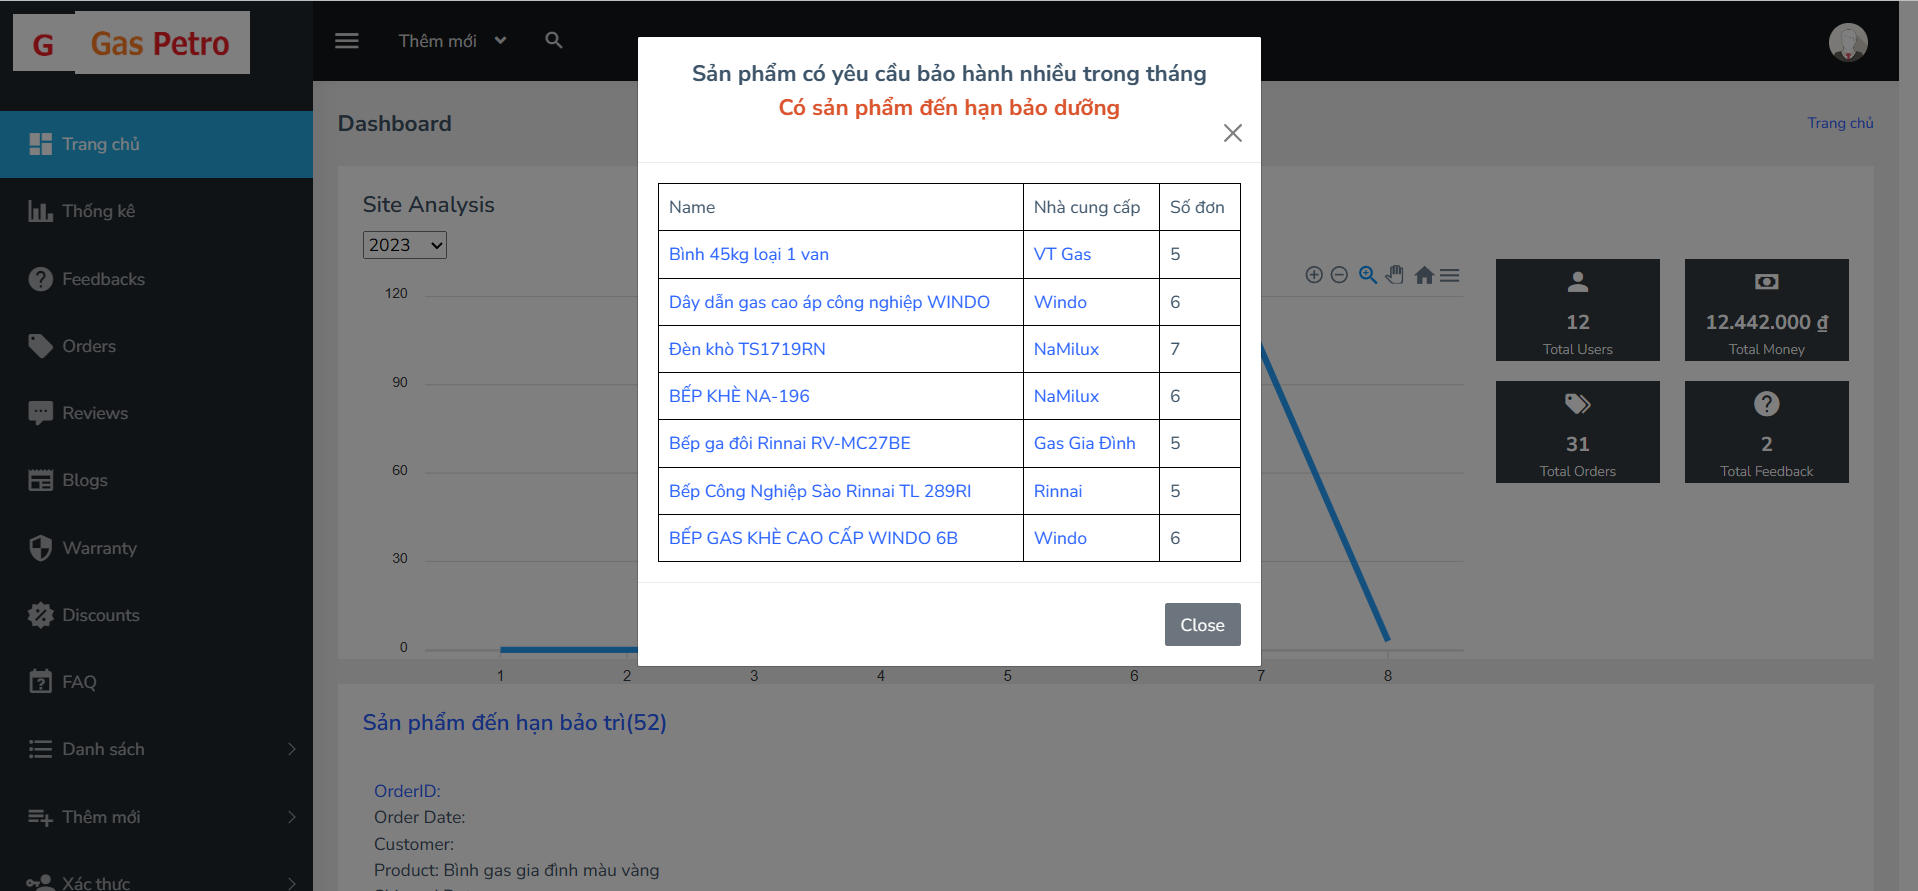 G Gas Petro
Thêm mới
Trang chủ
Thống kê
Feedbacks
Orders
Reviews
Blogs
Warranty
Discounts
FAQ
Danh sách
Thêm mới
Xác thực
Dashboard
Trang chủ
Site Analysis
2023
120
90
60
30
0
1 2 3 4 5 6 7 8
12
Total Users
12.442.000 ₫
Total Money
31
Total Orders
2
Total Feedback
Sản phẩm có yêu cầu bảo hành nhiều trong tháng
Có sản phẩm đến hạn bảo dưỡng
Name Nhà cung cấp Số đơn
Bình 45kg loại 1 van VT Gas 5
Dây dẫn gas cao áp công nghiệp WINDO Windo 6
Đèn khò TS1719RN NaMilux 7
BẾP KHÈ NA-196 NaMilux 6
Bếp ga đôi Rinnai RV-MC27BE Gas Gia Đình 5
Bếp Công Nghiệp Sào Rinnai TL 289RI Rinnai 5
BẾP GAS KHÈ CAO CẤP WINDO 6B Windo 6
Close
Sản phẩm đến hạn bảo trì(52)
OrderID:
Order Date:
Customer:
Product: Bình gas gia đình màu vàng